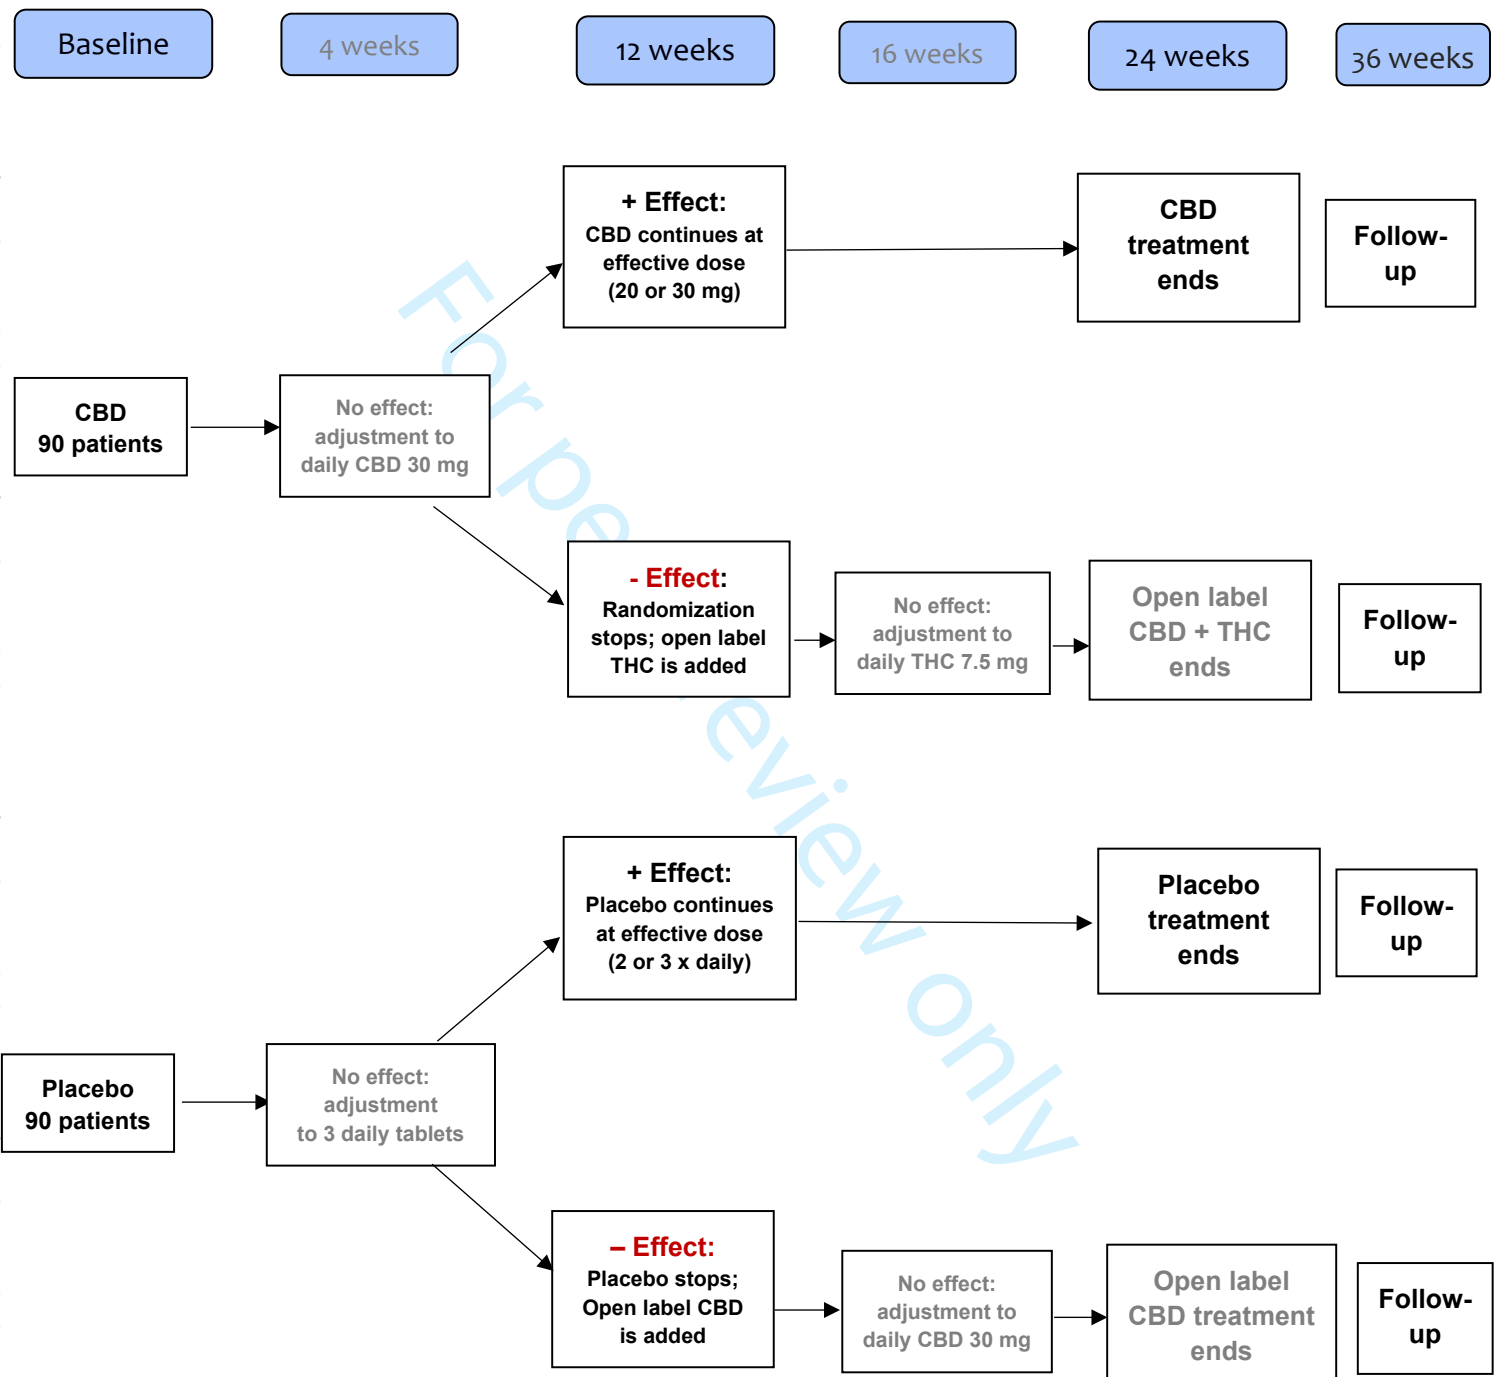 Baseline
4 weeks
12 weeks
16 weeks
24 weeks
36 weeks
+ Effect:
CBD continues at
effective dose
(20 or 30 mg)
CBD
treatment
ends
Follow-
up
CBD
90 patients
No effect:
adjustment to
daily CBD 30 mg
- Effect:
Randomization
stops; open label
THC is added
No effect:
adjustment to
daily THC 7.5 mg
Open label
CBD + THC
ends
Follow-
up
+ Effect:
Placebo continues
at effective dose
(2 or 3 x daily)
Placebo
treatment
ends
Follow-
up
Placebo
90 patients
No effect:
adjustment
to 3 daily tablets
– Effect:
Placebo stops;
Open label CBD
is added
No effect:
adjustment to
daily CBD 30 mg
Open label
CBD treatment
ends
Follow-
up
For peer review only